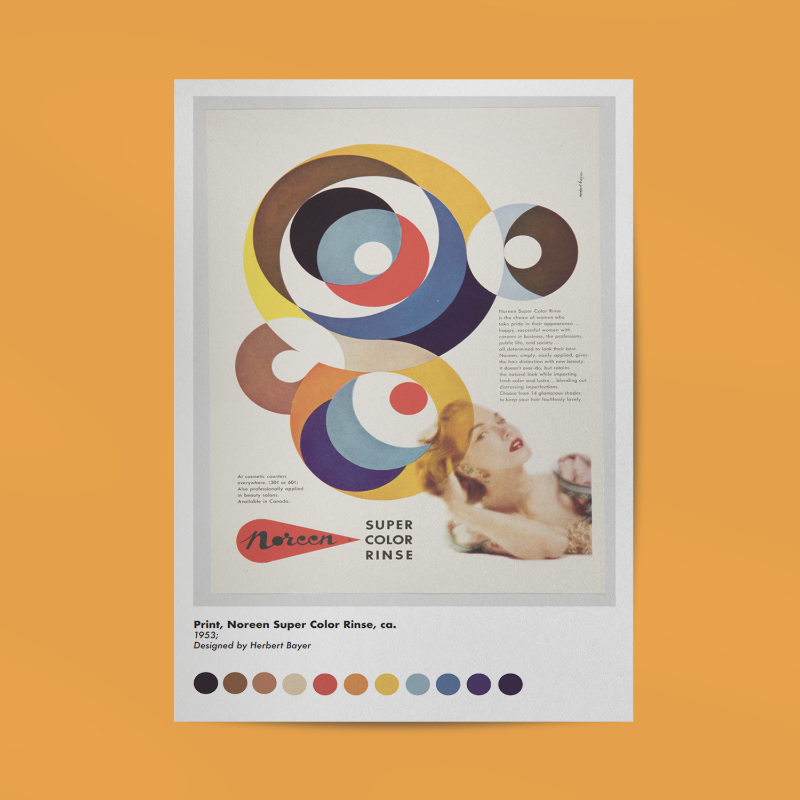 herbert bayer
Noreen Super Color Rinse
is the choice of women who
take pride in their appearance ...
happy, successful women with
careers in business, the professions,
public life, and society ...
all determined to look their best.
Noreen, simply, easily applied, gives
the hair distinction with new beauty.
It doesn't over-do, but retains
the natural look while imparting
fresh color and lustre ... blending out
distressing imperfections.
Choose from 14 glamorous shades
to keep your hair faultlessly lovely.
At cosmetic counters
everywhere. (30¢ or 60¢)
Also professionally applied
in beauty salons.
Available in Canada.
Noreen
SUPER
COLOR
RINSE
Print, Noreen Super Color Rinse, ca.
1953;
Designed by Herbert Bayer